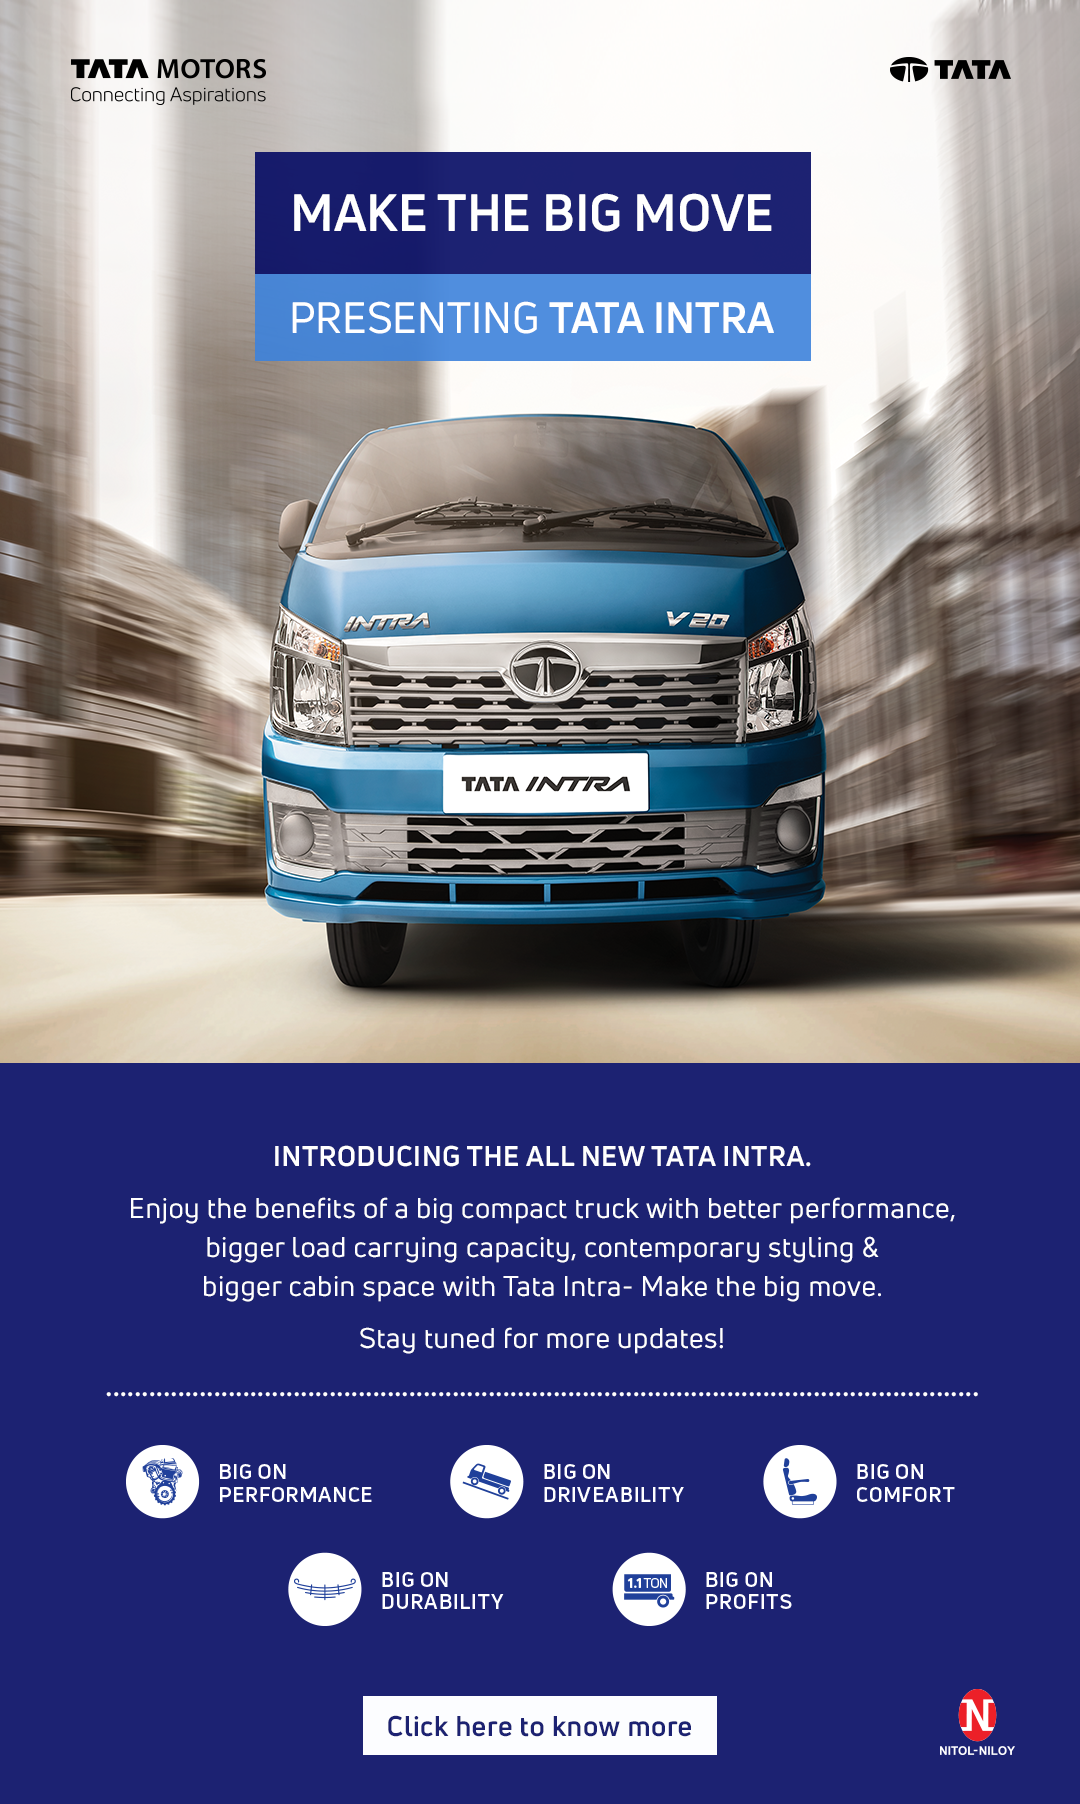 TATA MOTORS
Connecting Aspirations
TATA
MAKE THE BIG MOVE
PRESENTING TATA INTRA
INTRA
V20
TATA INTRA
INTRODUCING THE ALL NEW TATA INTRA.
Enjoy the benefits of a big compact truck with better performance,
bigger load carrying capacity, contemporary styling &
bigger cabin space with Tata Intra- Make the big move.
Stay tuned for more updates!
BIG ON
PERFORMANCE
BIG ON
DRIVEABILITY
BIG ON
COMFORT
BIG ON
DURABILITY
1.1 TON
BIG ON
PROFITS
Click here to know more
N
NITOL-NILOY